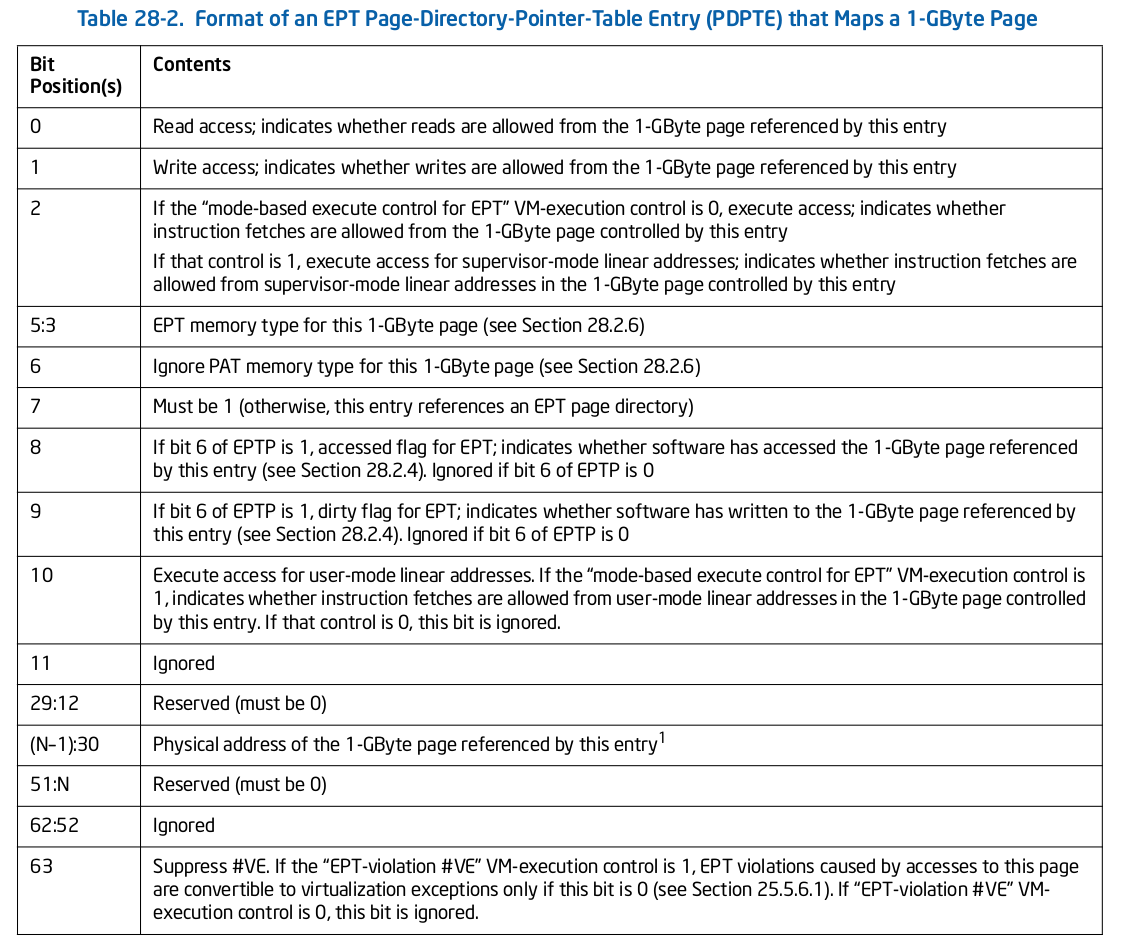 Table 28-2. Format of an EPT Page-Directory-Pointer-Table Entry (PDPTE) that Maps a 1-GByte Page
Bit
Position(s)
Contents
0
Read access; indicates whether reads are allowed from the 1-GByte page referenced by this entry
1
Write access; indicates whether writes are allowed from the 1-GByte page referenced by this entry
2
If the “mode-based execute control for EPT” VM-execution control is 0, execute access; indicates whether
instruction fetches are allowed from the 1-GByte page controlled by this entry
If that control is 1, execute access for supervisor-mode linear addresses; indicates whether instruction fetches are
allowed from supervisor-mode linear addresses in the 1-GByte page controlled by this entry
5:3
EPT memory type for this 1-GByte page (see Section 28.2.6)
6
Ignore PAT memory type for this 1-GByte page (see Section 28.2.6)
7
Must be 1 (otherwise, this entry references an EPT page directory)
8
If bit 6 of EPTP is 1, accessed flag for EPT; indicates whether software has accessed the 1-GByte page referenced
by this entry (see Section 28.2.4). Ignored if bit 6 of EPTP is 0
9
If bit 6 of EPTP is 1, dirty flag for EPT; indicates whether software has written to the 1-GByte page referenced by
this entry (see Section 28.2.4). Ignored if bit 6 of EPTP is 0
10
Execute access for user-mode linear addresses. If the “mode-based execute control for EPT” VM-execution control is
1, indicates whether instruction fetches are allowed from user-mode linear addresses in the 1-GByte page controlled
by this entry. If that control is 0, this bit is ignored.
11
Ignored
29:12
Reserved (must be 0)
(N–1):30
Physical address of the 1-GByte page referenced by this entry1
51:N
Reserved (must be 0)
62:52
Ignored
63
Suppress #VE. If the “EPT-violation #VE” VM-execution control is 1, EPT violations caused by accesses to this page
are convertible to virtualization exceptions only if this bit is 0 (see Section 25.5.6.1). If “EPT-violation #VE” VM-
execution control is 0, this bit is ignored.